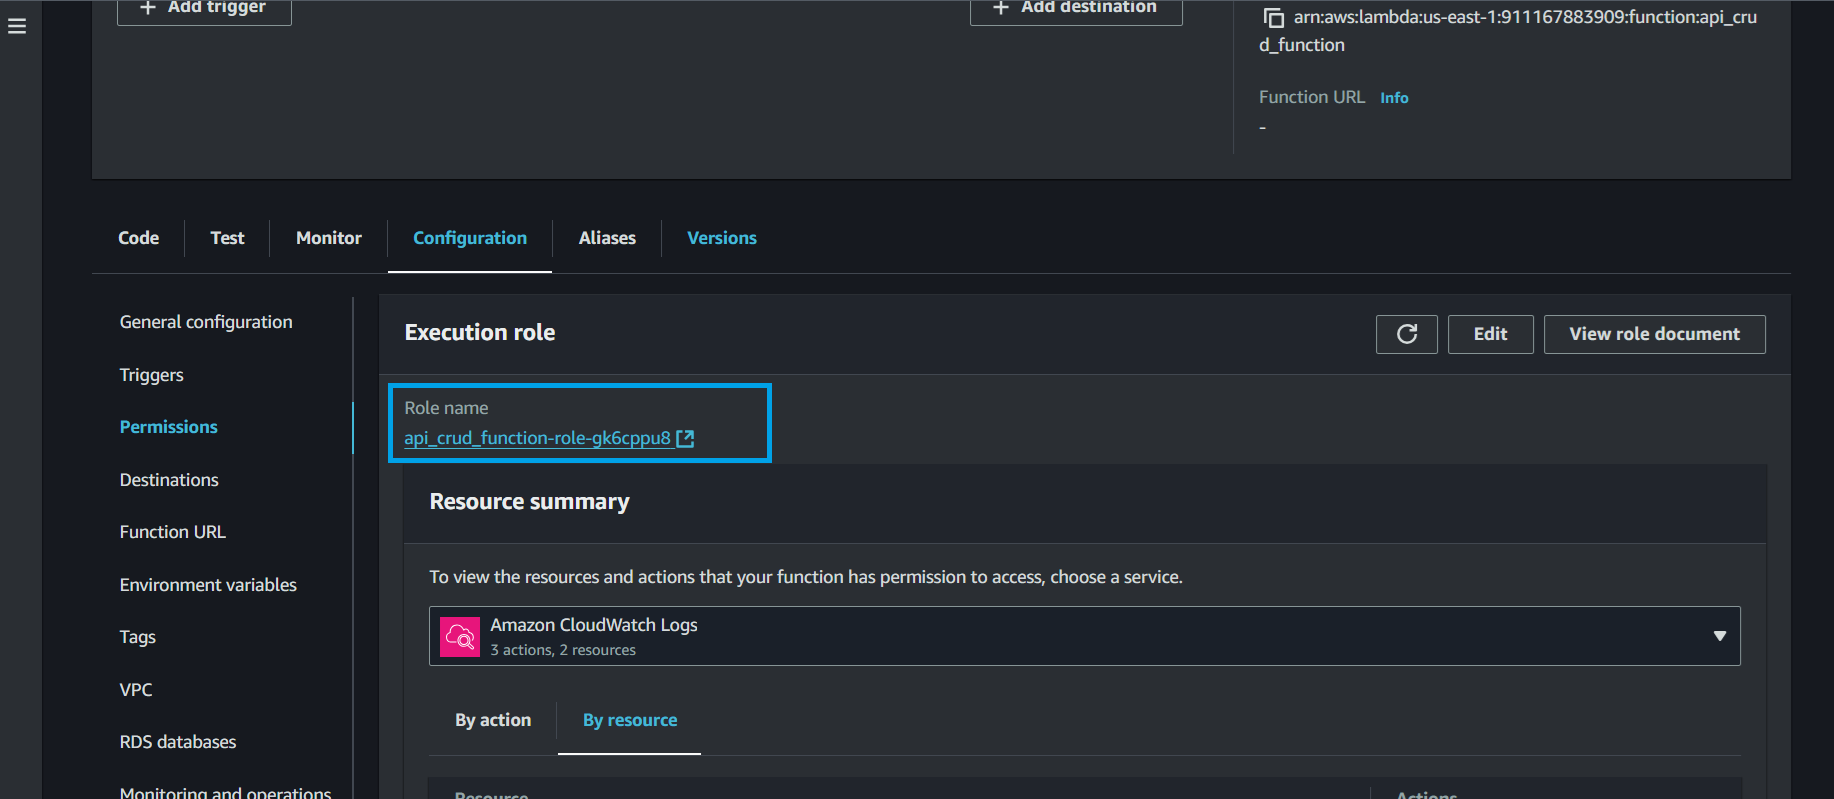 Add trigger
Add destination
arn:aws:lambda:us-east-1:911167883909:function:api_cru
d_function
Function URL Info
-
Code Test Monitor Configuration Aliases Versions
General configuration
Triggers
Permissions
Destinations
Function URL
Environment variables
Tags
VPC
RDS databases
Monitoring and operations
Execution role
Edit
View role document
Role name
api_crud_function-role-gk6cppu8
Resource summary
To view the resources and actions that your function has permission to access, choose a service.
Amazon CloudWatch Logs
3 actions, 2 resources
By action By resource
Resource Actions